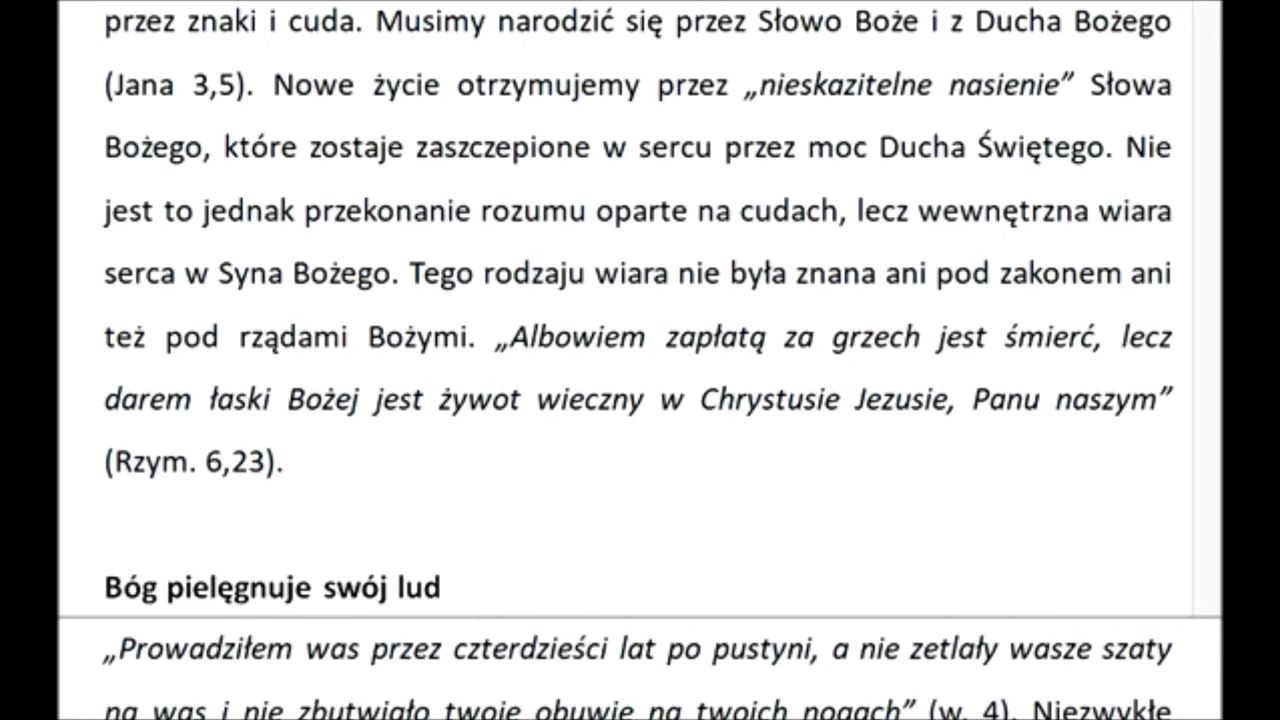 przez znaki i cuda. Musimy narodzić się przez Słowo Boże i z Ducha Bożego
(Jana 3,5). Nowe życie otrzymujemy przez „nieskazitelne nasienie” Słowa
Bożego, które zostaje zaszczepione w sercu przez moc Ducha Świętego. Nie
jest to jednak przekonanie rozumu oparte na cudach, lecz wewnętrzna wiara
serca w Syna Bożego. Tego rodzaju wiara nie była znana ani pod zakonem ani
też pod rządami Bożymi. „Albowiem zapłatą za grzech jest śmierć, lecz
darem łaski Bożej jest żywot wieczny w Chrystusie Jezusie, Panu naszym”
(Rzym. 6,23).
Bóg pielęgnuje swój lud
„Prowadziłem was przez czterdzieści lat po pustyni, a nie zetlały wasze szaty
na was i nie zbutwiało twoje obuwie na twoich nogach” (w. 4). Niezwykłe